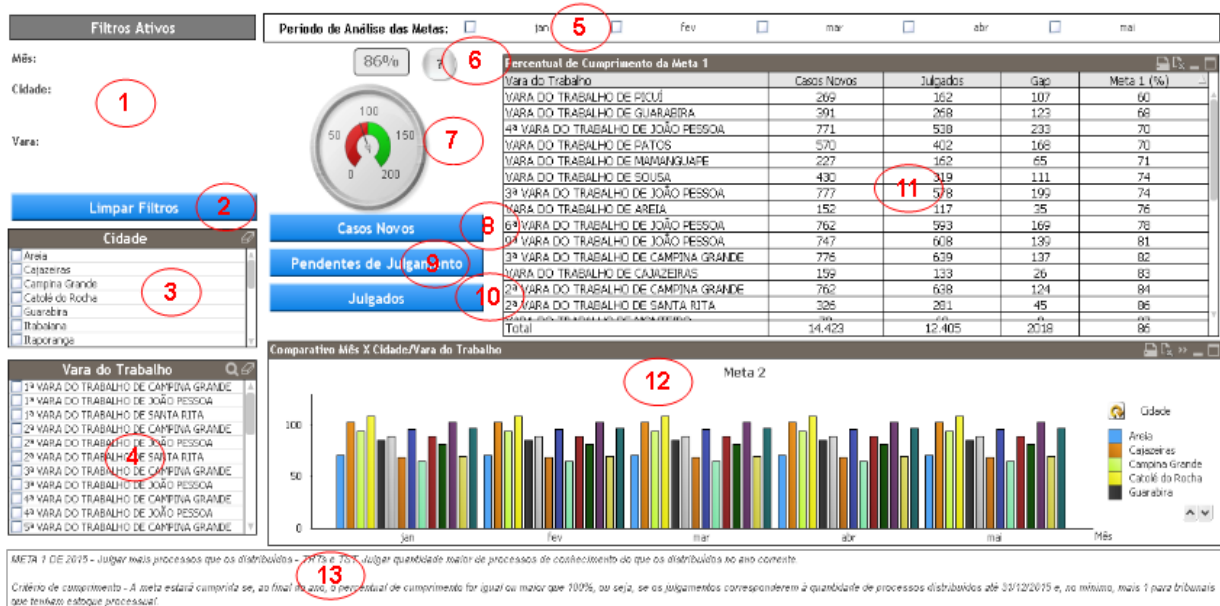 Filtros Ativos
Período de Análise das Metas: jan fev mar abr mai
5
Mês:
Cidade:
Vara:
1
86%
?
6
100
50 150
0 200
7
Limpar Filtros 2
Casos Novos 8
Pendentes de Julgamento 9
Julgados 10
Cidade
Areia
Cajazeiras
Campina Grande
Catolé do Rocha
Guarabira
Itabaiana
Itaporanga
3
Vara do Trabalho
1ª VARA DO TRABALHO DE CAMPINA GRANDE
1ª VARA DO TRABALHO DE JOÃO PESSOA
1ª VARA DO TRABALHO DE SANTA RITA
2ª VARA DO TRABALHO DE CAMPINA GRANDE
2ª VARA DO TRABALHO DE JOÃO PESSOA
2ª VARA DO TRABALHO DE SANTA RITA
3ª VARA DO TRABALHO DE CAMPINA GRANDE
3ª VARA DO TRABALHO DE JOÃO PESSOA
4ª VARA DO TRABALHO DE CAMPINA GRANDE
4ª VARA DO TRABALHO DE JOÃO PESSOA
5ª VARA DO TRABALHO DE CAMPINA GRANDE
4
Percentual de Cumprimento da Meta 1
Vara do Trabalho Casos Novos Julgados Gap Meta 1 (%)
VARA DO TRABALHO DE PICUÍ 269 162 107 60
VARA DO TRABALHO DE GUARABIRA 391 268 123 68
4ª VARA DO TRABALHO DE JOÃO PESSOA 771 538 233 70
VARA DO TRABALHO DE PATOS 570 402 168 70
VARA DO TRABALHO DE MAMANGUAPE 227 162 65 71
VARA DO TRABALHO DE SOUSA 430 319 111 74
3ª VARA DO TRABALHO DE JOÃO PESSOA 777 578 199 74
VARA DO TRABALHO DE AREIA 152 117 35 76
6ª VARA DO TRABALHO DE JOÃO PESSOA 762 593 169 78
9ª VARA DO TRABALHO DE JOÃO PESSOA 747 608 139 81
3ª VARA DO TRABALHO DE CAMPINA GRANDE 776 639 137 82
VARA DO TRABALHO DE CAJAZEIRAS 159 133 26 83
2ª VARA DO TRABALHO DE CAMPINA GRANDE 762 638 124 84
2ª VARA DO TRABALHO DE SANTA RITA 326 281 45 86
VARA DO TRABALHO DE MONTEIRO
Total 14.423 12.405 2018 86
11
Comparativo Mês X Cidade/Vara do Trabalho
Meta 2
12
100
50
0
jan fev mar abr mai Mês
Cidade
Areia
Cajazeiras
Campina Grande
Catolé do Rocha
Guarabira
META 1 DE 2015 - Julgar mais processos que os distribuídos - TRTs e TST: Julgar quantidade maior de processos de conhecimento do que os distribuídos no ano corrente
13
Critério de cumprimento - A meta estará cumprida se, ao final do ano, o percentual de cumprimento for igual ou maior que 100%, ou seja, se os julgamentos corresponderem à quantidade de processos distribuídos até 31/12/2015 e, no mínimo, mais 1 para tribunais
que tenham estoque processual.